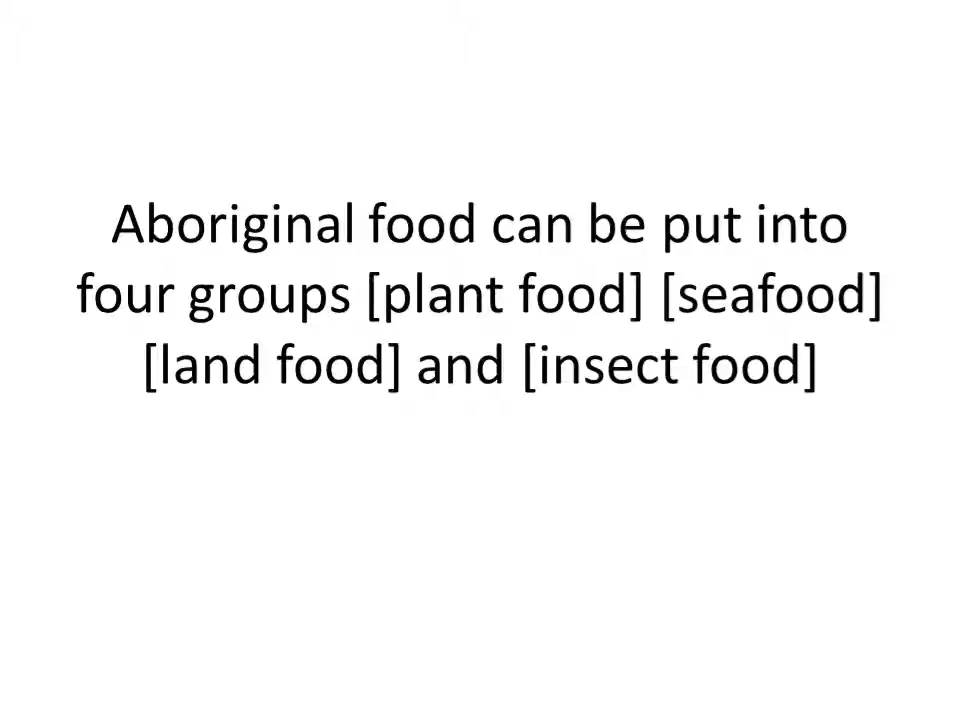 Aboriginal food can be put into
four groups [plant food] [seafood]
[land food] and [insect food]